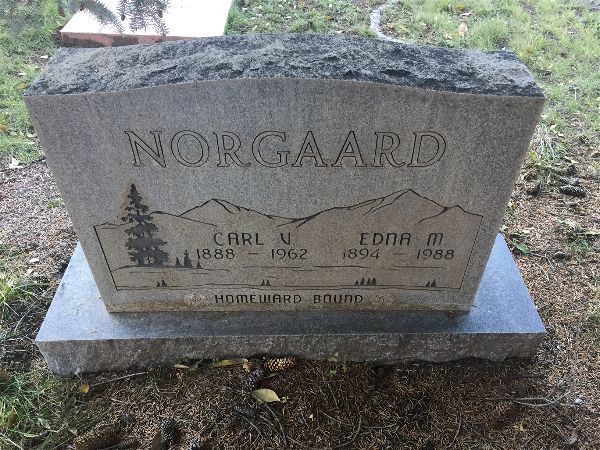 NORGAARD
CARL V. EDNA M.
1888 - 1962 1894 - 1988
HOMEWARD BOUND